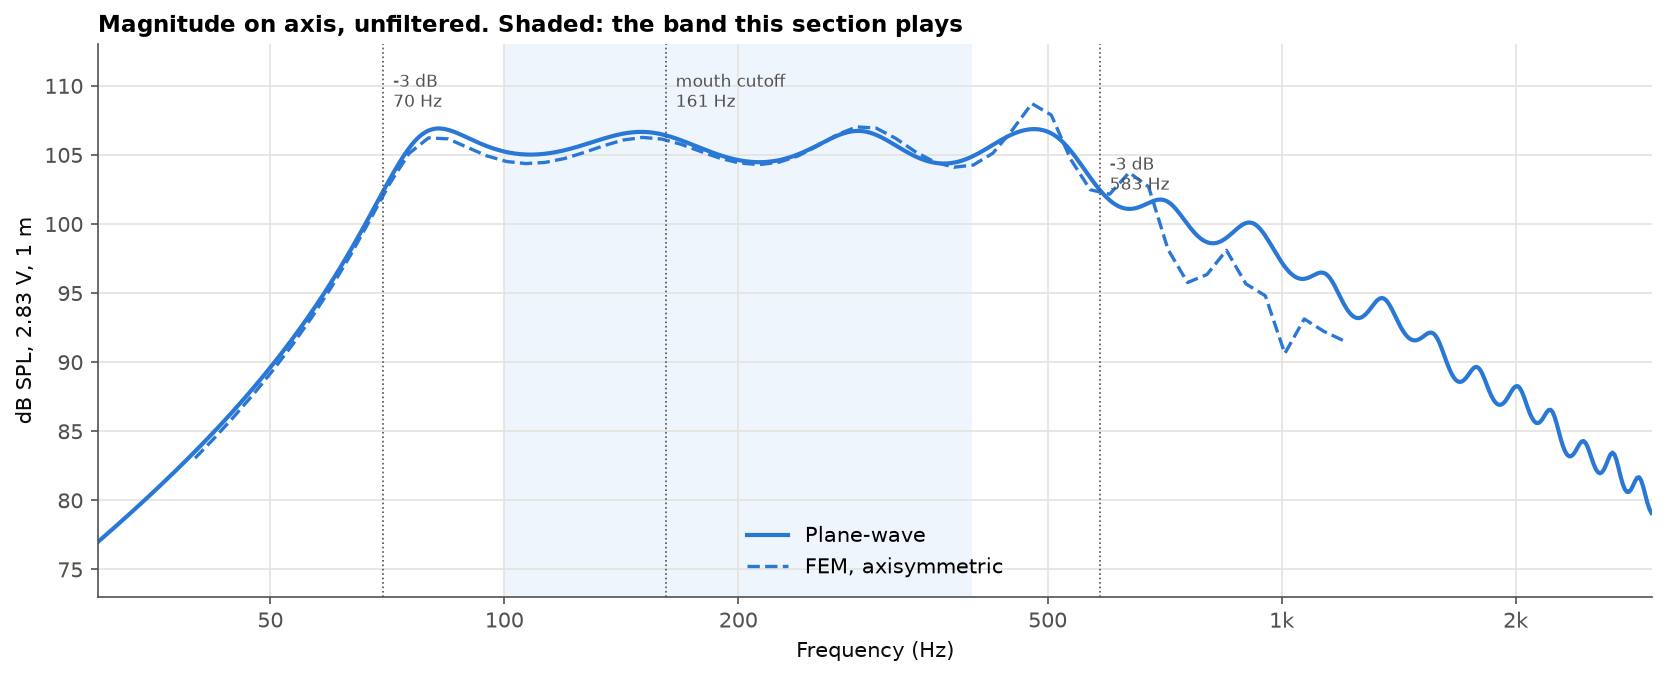 Magnitude on axis, unfiltered. Shaded: the band this section plays
-3 dB
70 Hz
mouth cutoff
161 Hz
-3 dB
583 Hz
dB SPL, 2.83 V, 1 m
110
105
100
95
90
85
80
75
Plane-wave
FEM, axisymmetric
50
100
200
500
1k
2k
Frequency (Hz)